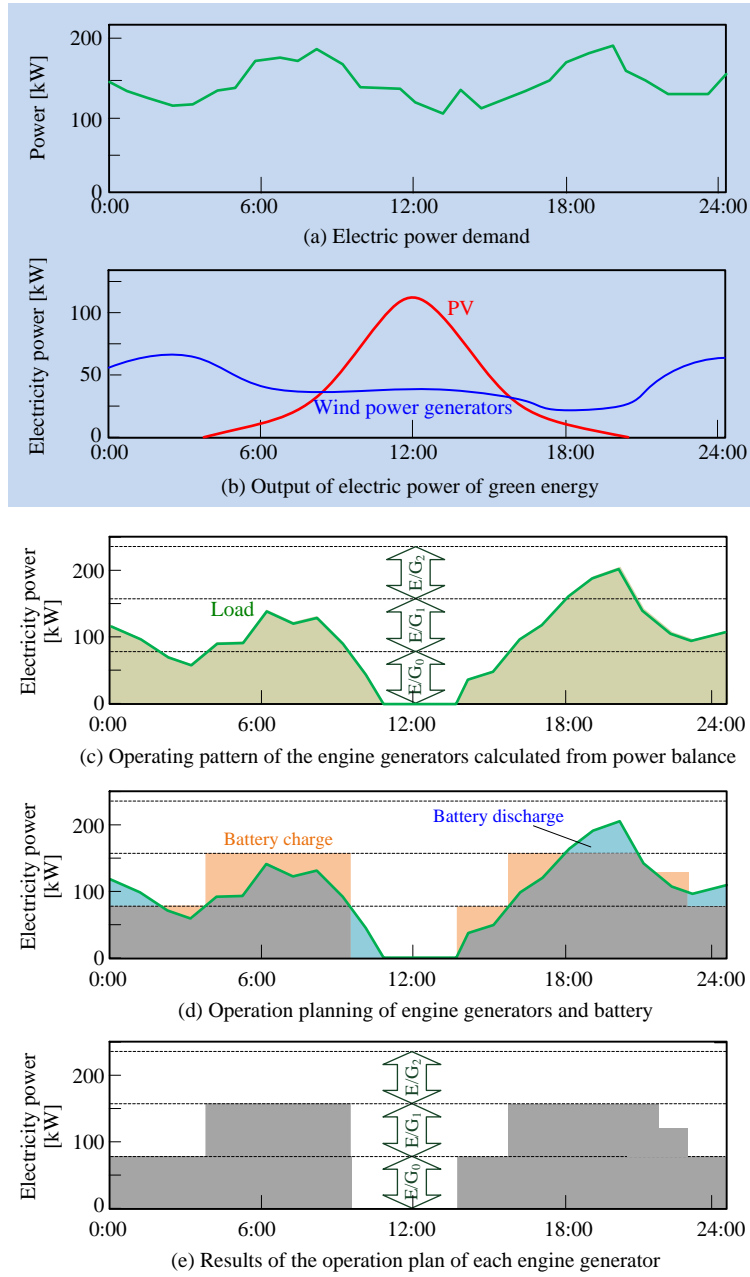 200
100
0
Power [kW]
0:00 6:00 12:00 18:00 24:00
(a) Electric power demand
100
50
0
Electricity power [kW]
PV
Wind power generators
0:00 6:00 12:00 18:00 24:00
(b) Output of electric power of green energy
200
100
0
Electricity power
[kW]
Load
E/G2
E/G1
E/G0
0:00 6:00 12:00 18:00 24:00
(c) Operating pattern of the engine generators calculated from power balance
200
100
0
Electricity power
[kW]
Battery discharge
Battery charge
0:00 6:00 12:00 18:00 24:00
(d) Operation planning of engine generators and battery
200
100
0
Electricity power
[kW]
E/G2
E/G1
E/G0
0:00 6:00 12:00 18:00 24:00
(e) Results of the operation plan of each engine generator